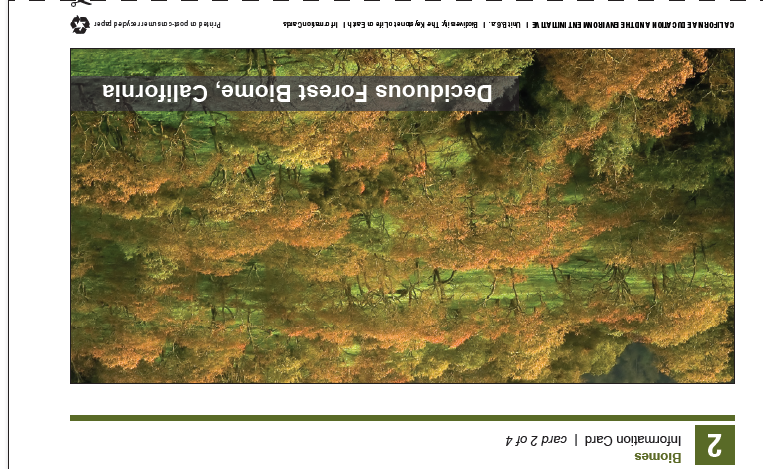 2
Biomes
Information Card | card 2 of 4
Deciduous Forest Biome, California
CALIFORNIA EDUCATION AND THE ENVIRONMENT INITIATIVE | Unit B.6.a. | Biodiversity: The Keystone to Life on Earth | Information Cards
Printed on post-consumer recycled paper